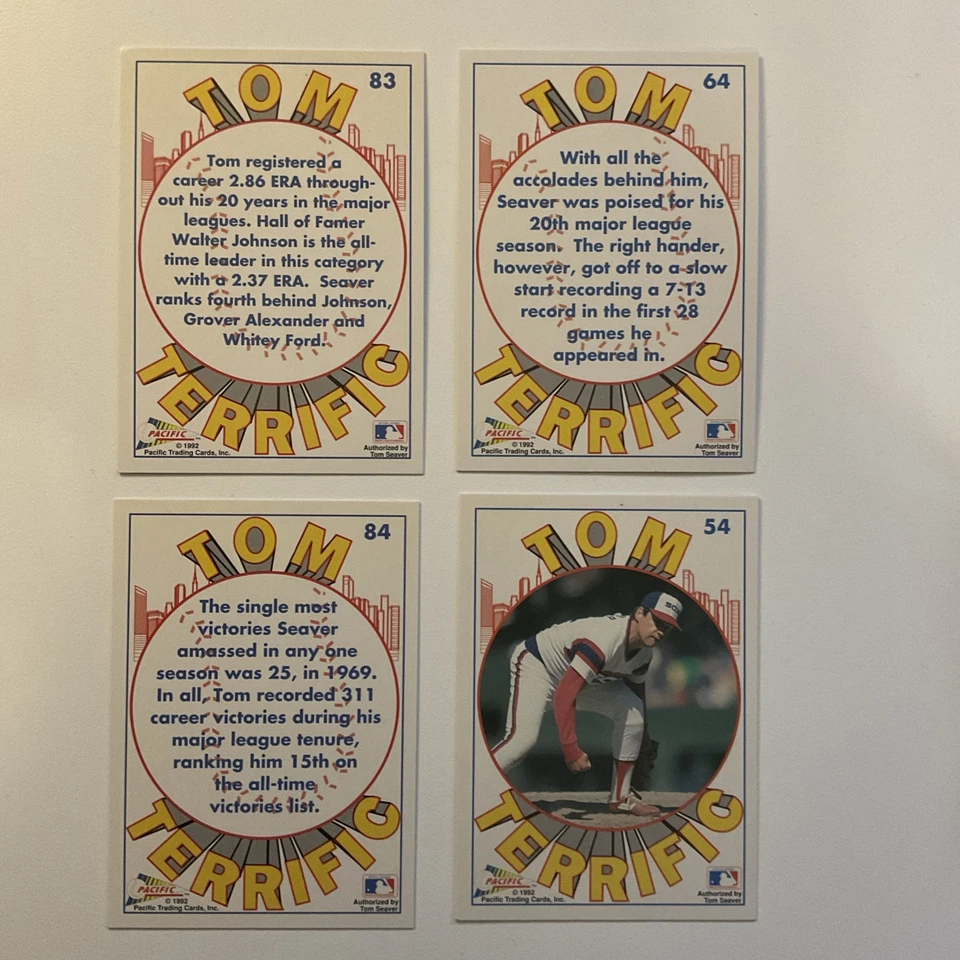 TOM
83
Tom registered a
career 2.86 ERA through-
out his 20 years in the major
leagues. Hall of Famer
Walter Johnson is the all-
time leader in this category
with a 2.37 ERA. Seaver
ranks fourth behind Johnson,
Grover Alexander and
Whitey Ford.
TERRIFIC
PACIFIC
© 1992
Pacific Trading Cards, Inc.
Authorized by
Tom Seaver
TOM
64
With all the
accolades behind him,
Seaver was poised for his
20th major league
season. The right hander,
however, got off to a slow
start recording a 7-13
record in the first 28
games he
appeared in.
TERRIFIC
PACIFIC
© 1992
Pacific Trading Cards, Inc.
Authorized by
Tom Seaver
TOM
84
The single most
victories Seaver
amassed in any one
season was 25, in 1969.
In all, Tom recorded 311
career victories during his
major league tenure,
ranking him 15th on
the all-time
victories list.
TERRIFIC
PACIFIC
© 1992
Pacific Trading Cards, Inc.
Authorized by
Tom Seaver
TOM
54
SOX
TERRIFIC
PACIFIC
© 1992
Pacific Trading Cards, Inc.
Authorized by
Tom Seaver